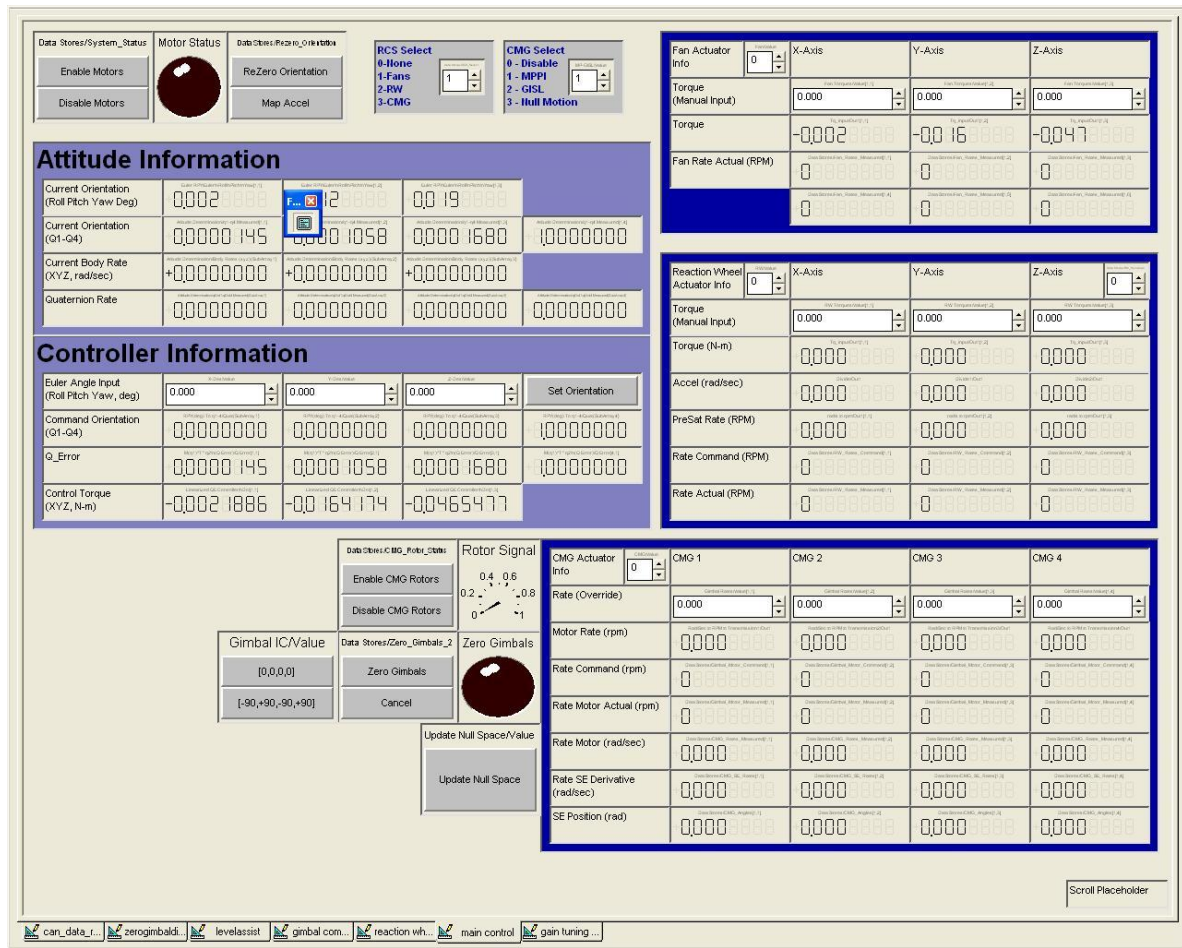 Data Stores/System_Status
Enable Motors
Disable Motors
Motor Status
Data Stores/Rezero_Orientation
ReZero Orientation
Map Accel
RCS Select
0-None
1-Fans
2-RW
3-CMG
1
CMG Select
0 - Disable
1 - MPPI
2 - GISL
3 - Null Motion
1
Attitude Information
Current Orientation
(Roll Pitch Yaw Deg)
0.002
F...
12
0.019
Current Orientation
(Q1-Q4)
0.0000145
0.0001058
0.0001680
1.0000000
Current Body Rate
(XYZ, rad/sec)
+0.0000000
+0.0000000
+0.0000000
Quaternion Rate
0.0000000
0.0000000
0.0000000
0.0000000
Controller Information
Euler Angle Input
(Roll Pitch Yaw, deg)
0.000
0.000
0.000
Set Orientation
Command Orientation
(Q1-Q4)
0.0000000
0.0000000
0.0000000
1.0000000
Q_Error
0.0000145
0.0001058
0.0001680
1.0000000
Control Torque
(XYZ, N-m)
-0.0021886
-0.0164174
-0.0465477
Fan Actuator
Info
0
X-Axis
Y-Axis
Z-Axis
Torque
(Manual Input)
0.000
0.000
0.000
Torque
-0.002
-0.016
-0.047
Fan Rate Actual (RPM)
0
0
0
0
0
0
Reaction Wheel
Actuator Info
0
X-Axis
Y-Axis
Z-Axis
0
Torque
(Manual Input)
0.000
0.000
0.000
Torque (N-m)
0.000
0.000
0.000
Accel (rad/sec)
0.000
0.000
0.000
PreSat Rate (RPM)
0.000
0.000
0.000
Rate Command (RPM)
0
0
0
Rate Actual (RPM)
0
0
0
Data Stores/CMG_Rotor_Status
Enable CMG Rotors
Disable CMG Rotors
Rotor Signal
0 0.2 0.4 0.6 0.8 1
Gimbal IC/Value
[0,0,0,0]
[-90,+90,-90,+90]
Data Stores/Zero_Gimbals_2
Zero Gimbals
Cancel
Zero Gimbals
Update Null Space/Value
Update Null Space
CMG Actuator
Info
0
CMG 1
CMG 2
CMG 3
CMG 4
Rate (Override)
0.000
0.000
0.000
0.000
Motor Rate (rpm)
0.000
0.000
0.000
0.000
Rate Command (rpm)
0
0
0
0
Rate Motor Actual (rpm)
0
0
0
0
Rate Motor (rad/sec)
0.000
0.000
0.000
0.000
Rate SE Derivative
(rad/sec)
0.000
0.000
0.000
0.000
SE Position (rad)
0.000
0.000
0.000
0.000
Scroll Placeholder
can_data_r...
zerogimbaldi...
levelassist
gimbal com...
reaction wh...
main control
gain tuning ...